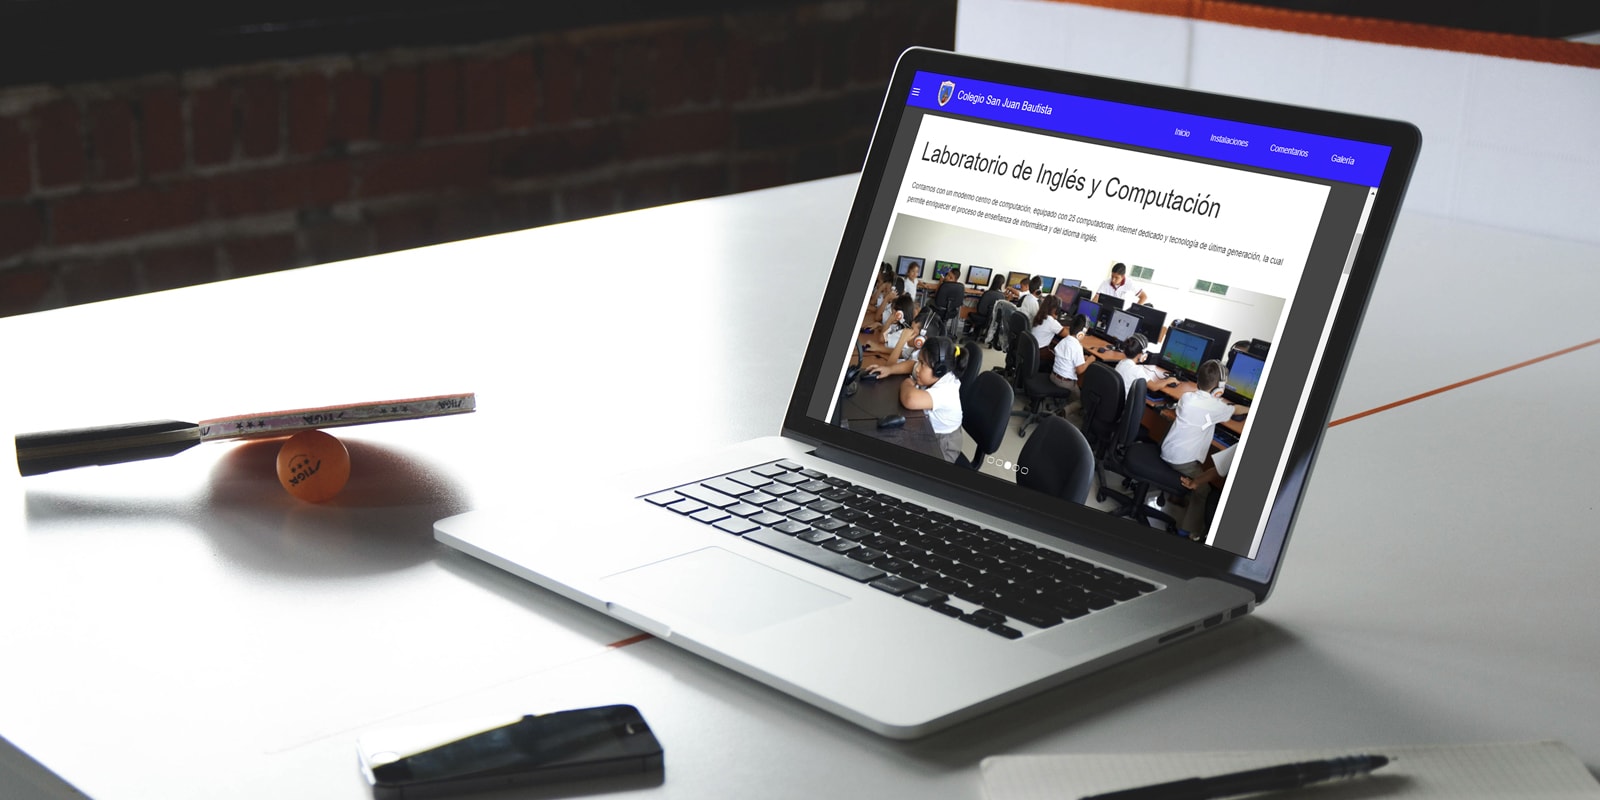 Colegio San Juan Bautista
Inicio
Instalaciones
Comentarios
Galería
Laboratorio de Inglés y Computación
Contamos con un moderno centro de computación, equipado con 25 computadoras, internet dedicado y tecnología de última generación, la cual
permite enriquecer el proceso de enseñanza de informática y del idioma inglés.
STIGA
STIGA
STIGA